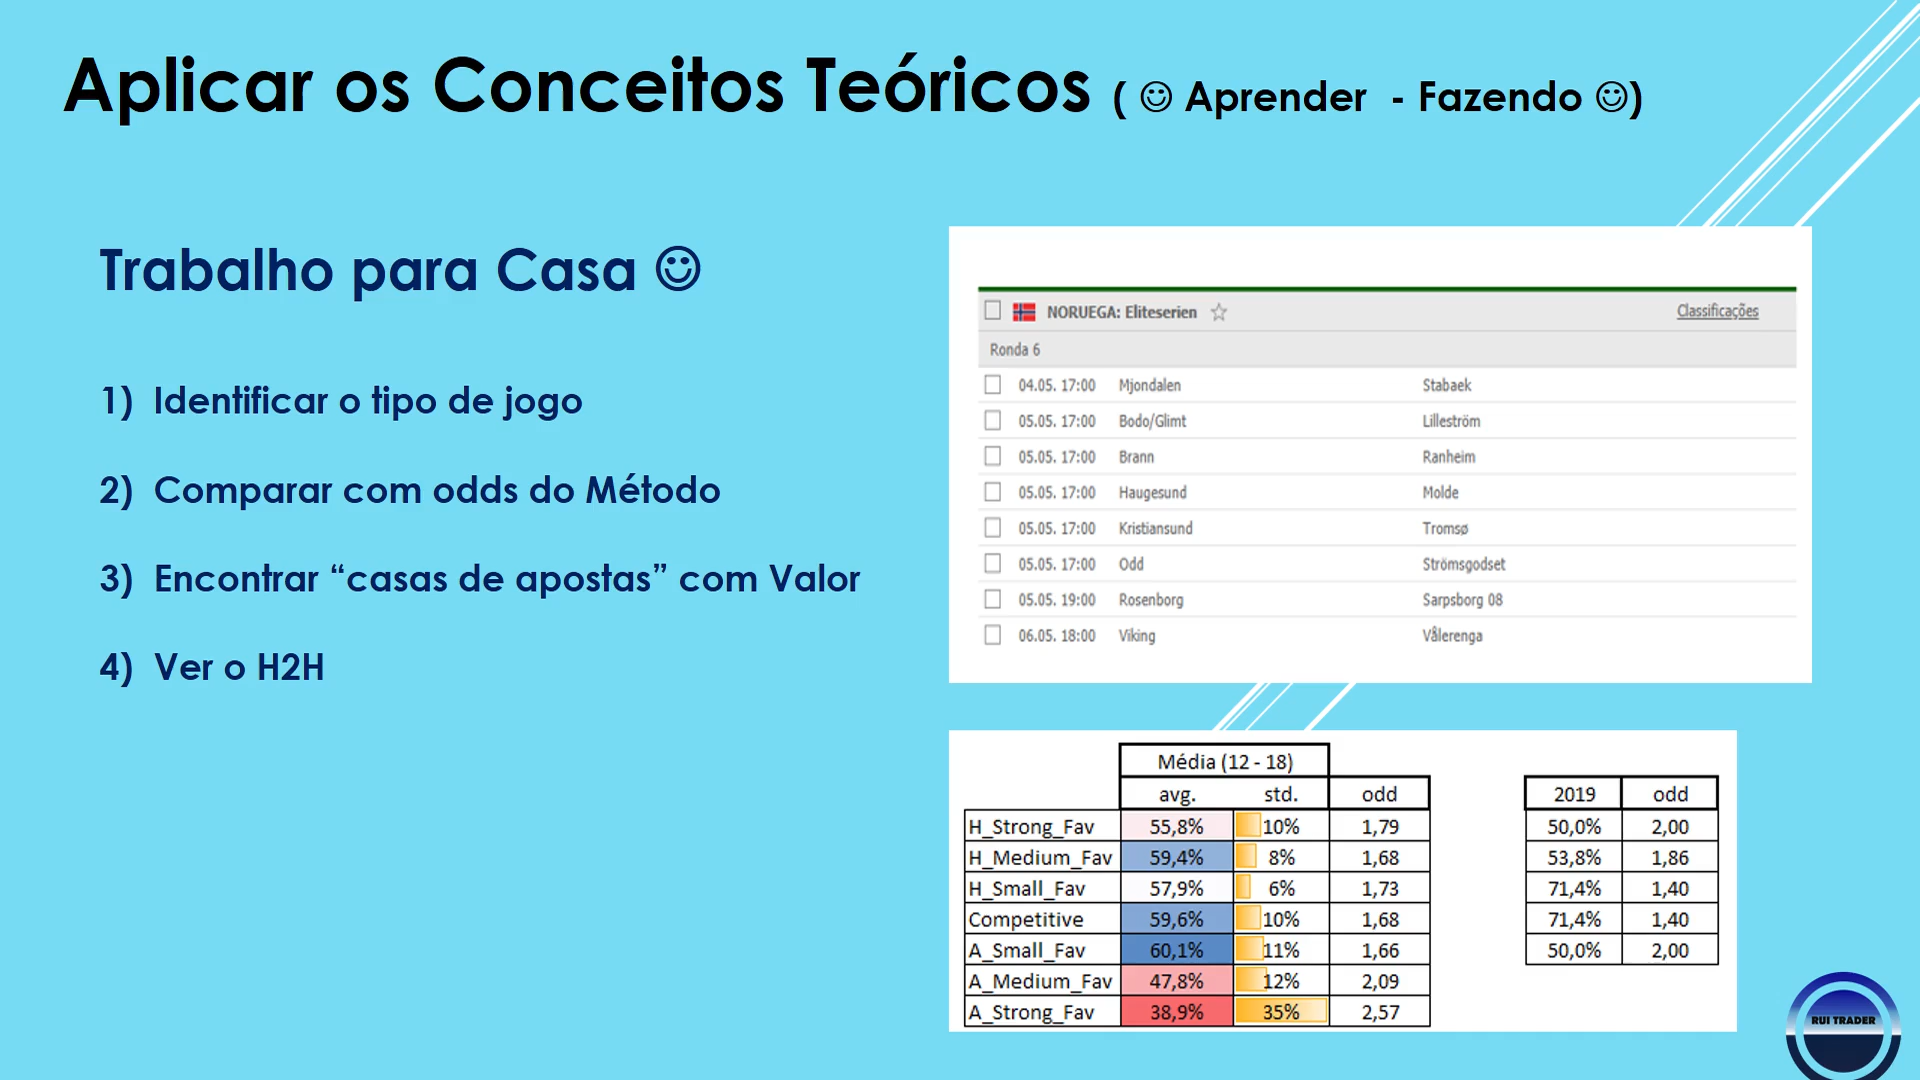 Aplicar os Conceitos Teóricos ( ☺ Aprender - Fazendo ☺)
Trabalho para Casa ☺
1) Identificar o tipo de jogo
2) Comparar com odds do Método
3) Encontrar “casas de apostas” com Valor
4) Ver o H2H
NORUEGA: Eliteserien Classificações
Ronda 6
04.05. 17:00 Mjondalen Stabaek
05.05. 17:00 Bodo/Glimt Lilleström
05.05. 17:00 Brann Ranheim
05.05. 17:00 Haugesund Molde
05.05. 17:00 Kristiansund Tromsø
05.05. 17:00 Odd Strömsgodset
05.05. 19:00 Rosenborg Sarpsborg 08
06.05. 18:00 Viking Vålerenga
Média (12 - 18)
avg. std. odd 2019 odd
H_Strong_Fav 55,8% 10% 1,79 50,0% 2,00
H_Medium_Fav 59,4% 8% 1,68 53,8% 1,86
H_Small_Fav 57,9% 6% 1,73 71,4% 1,40
Competitive 59,6% 10% 1,68 71,4% 1,40
A_Small_Fav 60,1% 11% 1,66 50,0% 2,00
A_Medium_Fav 47,8% 12% 2,09
A_Strong_Fav 38,9% 35% 2,57
RUI TRADER